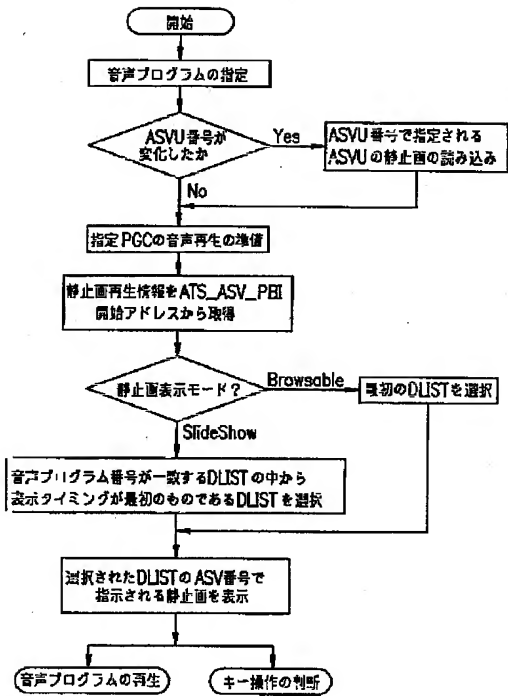 開始
音声プログラムの指定
ASVU番号が
変化したか
Yes
ASVU番号で指定される
ASVUの静止画の読み込み
No
指定PGCの音声再生の準備
静止画再生情報をATS_ASV_PBI
開始アドレスから取得
静止画表示モード?
Browsable
最初のDLISTを選択
SlideShow
音声プログラム番号が一致するDLISTの中から
表示タイミングが最初のものであるDLISTを選択
選択されたDLISTのASV番号で
指示される静止画を表示
音声プログラムの再生
キー操作の判断